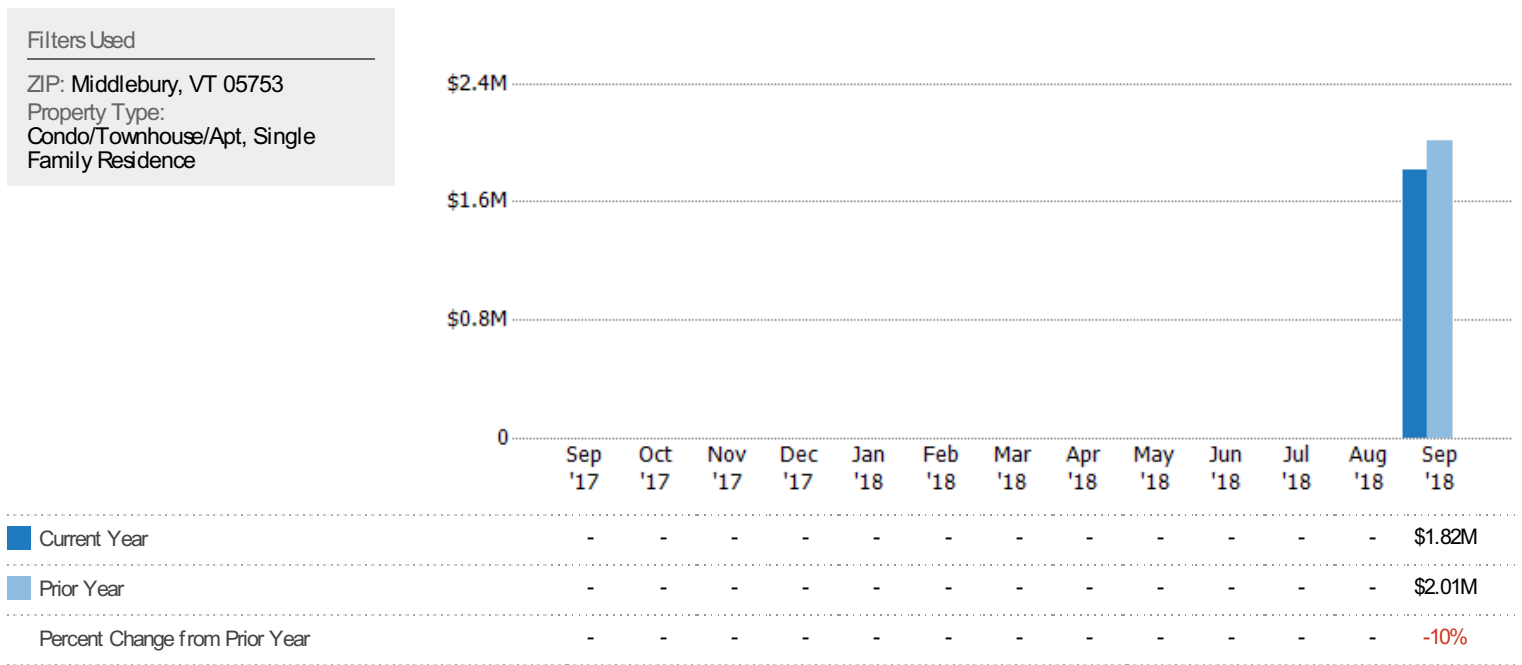 Filters Used
ZIP: Middlebury, VT 05753
Property Type:
Condo/Townhouse/Apt, Single
Family Residence
$2.4M
$1.6M
$0.8M
0
Sep Oct Nov Dec Jan Feb Mar Apr May Jun Jul Aug Sep
'17 '17 '17 '17 '18 '18 '18 '18 '18 '18 '18 '18 '18
Current Year - - - - - - - - - - - - $1.82M
Prior Year - - - - - - - - - - - - $2.01M
Percent Change from Prior Year - - - - - - - - - - - - -10%